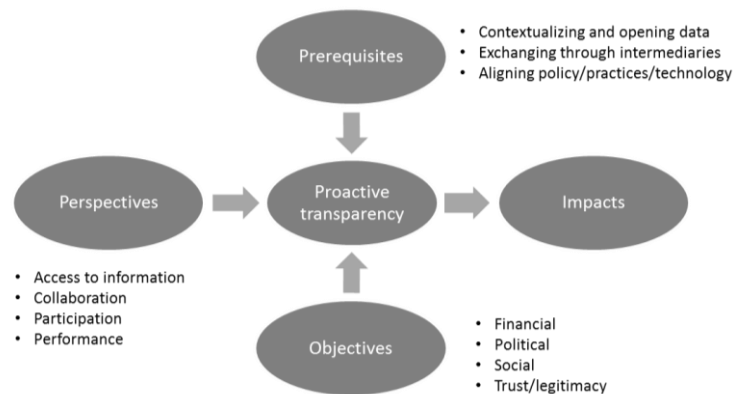 Prerequisites
• Contextualizing and opening data
• Exchanging through intermediaries
• Aligning policy/practices/technology
Perspectives
Proactive
transparency
Impacts
• Access to information
• Collaboration
• Participation
• Performance
Objectives
• Financial
• Political
• Social
• Trust/legitimacy